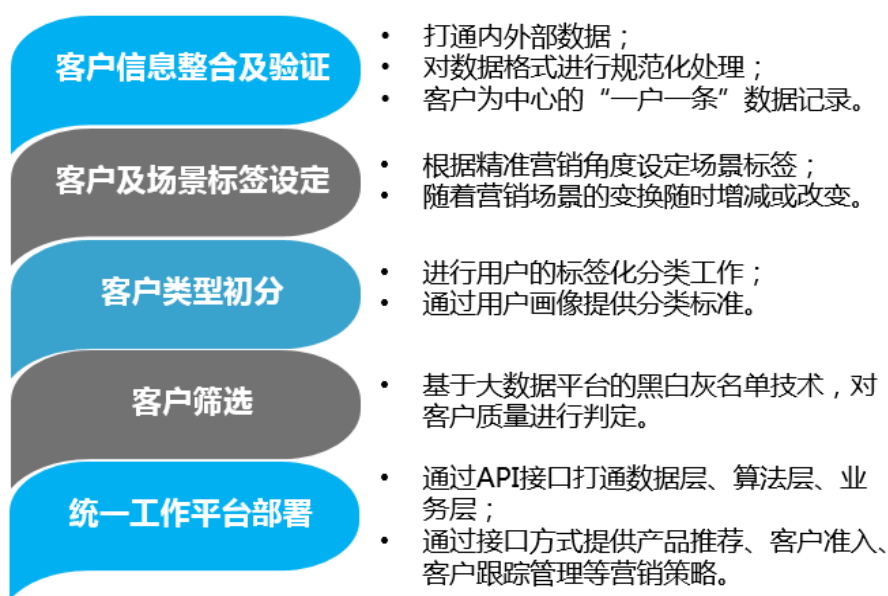 客户信息整合及验证
• 打通内外部数据；
• 对数据格式进行规范化处理；
• 客户为中心的“一户一条”数据记录。
客户及场景标签设定
• 根据精准营销角度设定场景标签；
• 随着营销场景的变换随时增减或改变。
客户类型初分
• 进行用户的标签化分类工作；
• 通过用户画像提供分类标准。
客户筛选
• 基于大数据平台的黑白灰名单技术，对
客户质量进行判定。
统一工作平台部署
• 通过API接口打通数据层、算法层、业
务层；
• 通过接口方式提供产品推荐、客户准入、
客户跟踪管理等营销策略。